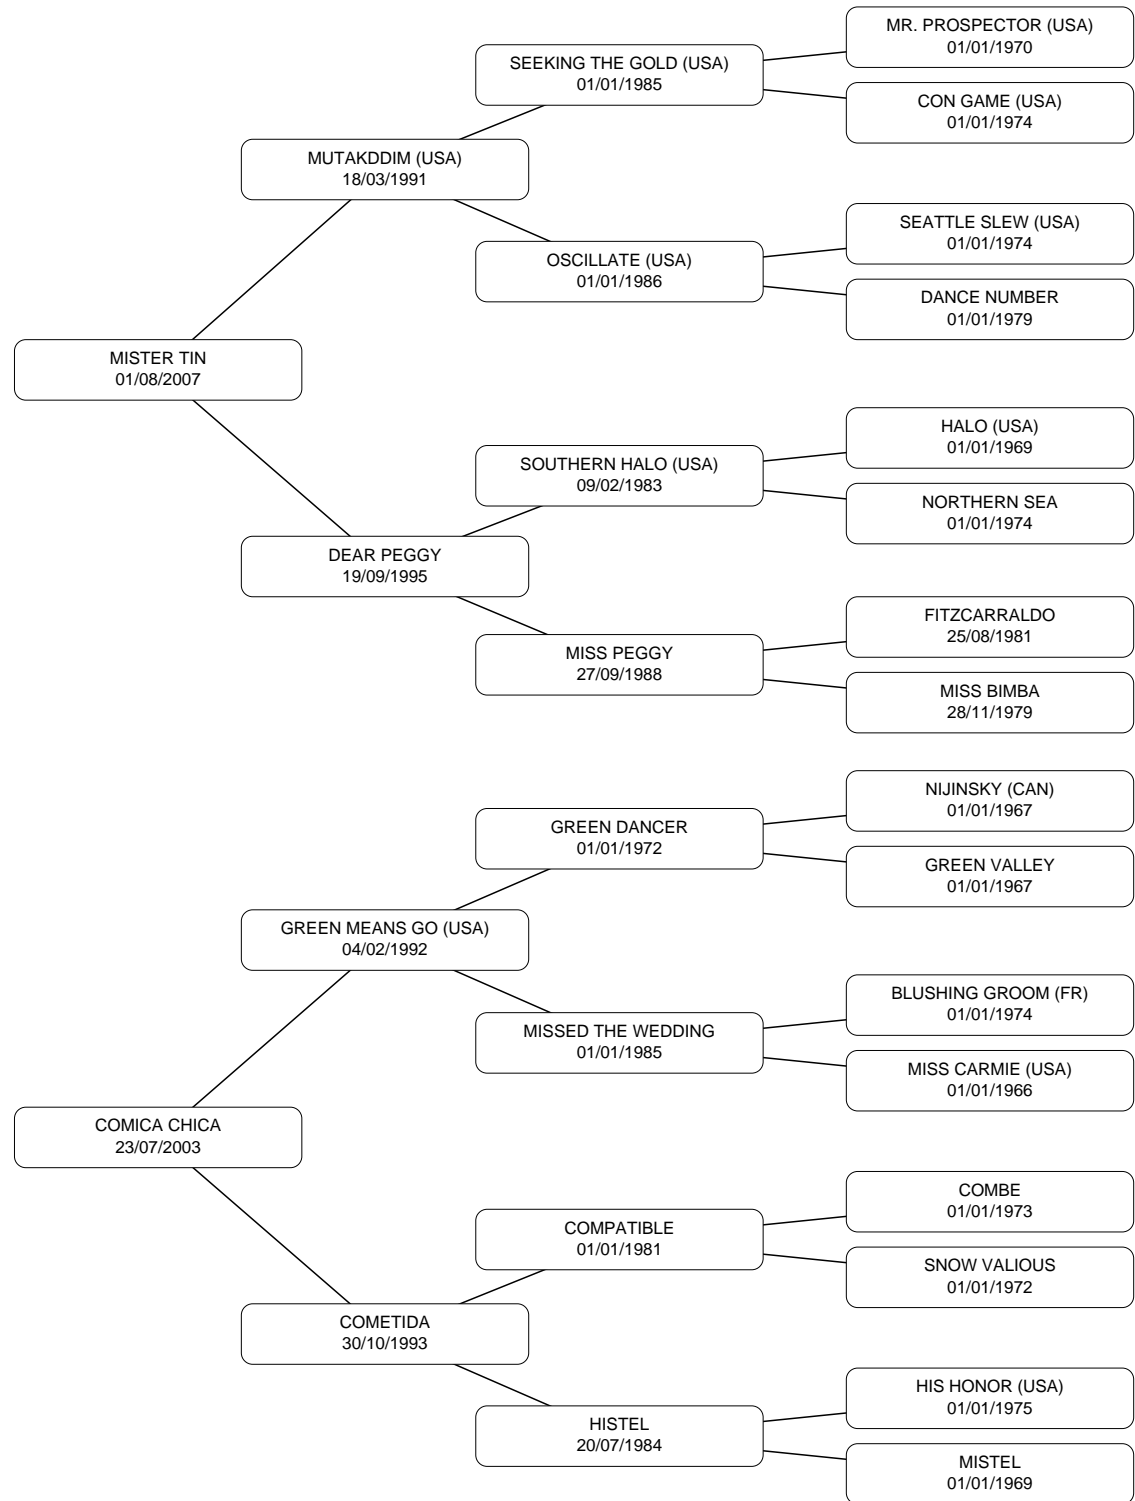 MR. PROSPECTOR (USA)
01/01/1970
SEEKING THE GOLD (USA)
01/01/1985
CON GAME (USA)
01/01/1974
MUTAKDDIM (USA)
18/03/1991
SEATTLE SLEW (USA)
01/01/1974
OSCILLATE (USA)
01/01/1986
DANCE NUMBER
01/01/1979
MISTER TIN
01/08/2007
HALO (USA)
01/01/1969
SOUTHERN HALO (USA)
09/02/1983
NORTHERN SEA
01/01/1974
DEAR PEGGY
19/09/1995
FITZCARRALDO
25/08/1981
MISS PEGGY
27/09/1988
MISS BIMBA
28/11/1979
NIJINSKY (CAN)
01/01/1967
GREEN DANCER
01/01/1972
GREEN VALLEY
01/01/1967
GREEN MEANS GO (USA)
04/02/1992
BLUSHING GROOM (FR)
01/01/1974
MISSED THE WEDDING
01/01/1985
MISS CARMIE (USA)
01/01/1966
COMICA CHICA
23/07/2003
COMBE
01/01/1973
COMPATIBLE
01/01/1981
SNOW VALIOUS
01/01/1972
COMETIDA
30/10/1993
HIS HONOR (USA)
01/01/1975
HISTEL
20/07/1984
MISTEL
01/01/1969